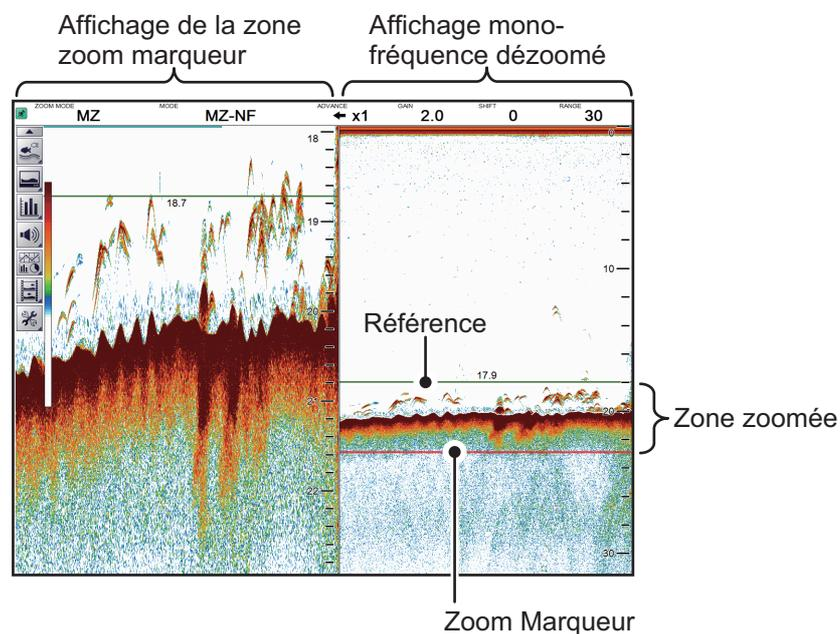 Affichage de la zone
zoom marqueur
Affichage mono-
fréquence dézoomé
ZOOM MODE
MZ
MODE
MZ-NF
ADVANCE
x1
GAIN
2.0
SHIFT
0
RANGE
30
18
18.7
19
20
21
22
0
10
Référence
17.9
20
Zone zoomée
30
Zoom Marqueur